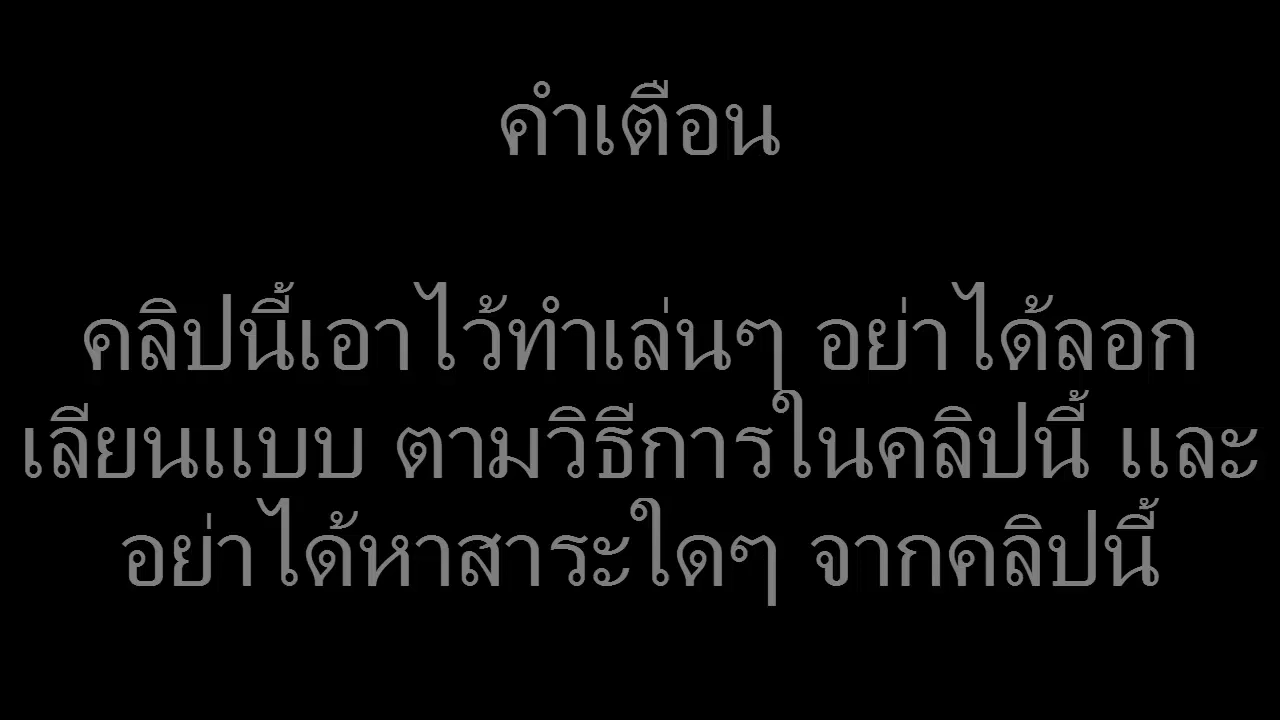 คำเตือน
คลิปนี้เอาไว้ทำเล่นๆ อย่าได้ลอก
เลียนแบบ ตามวิธีการในคลิปนี้ และ
อย่าได้หาสาระใดๆ จากคลิปนี้